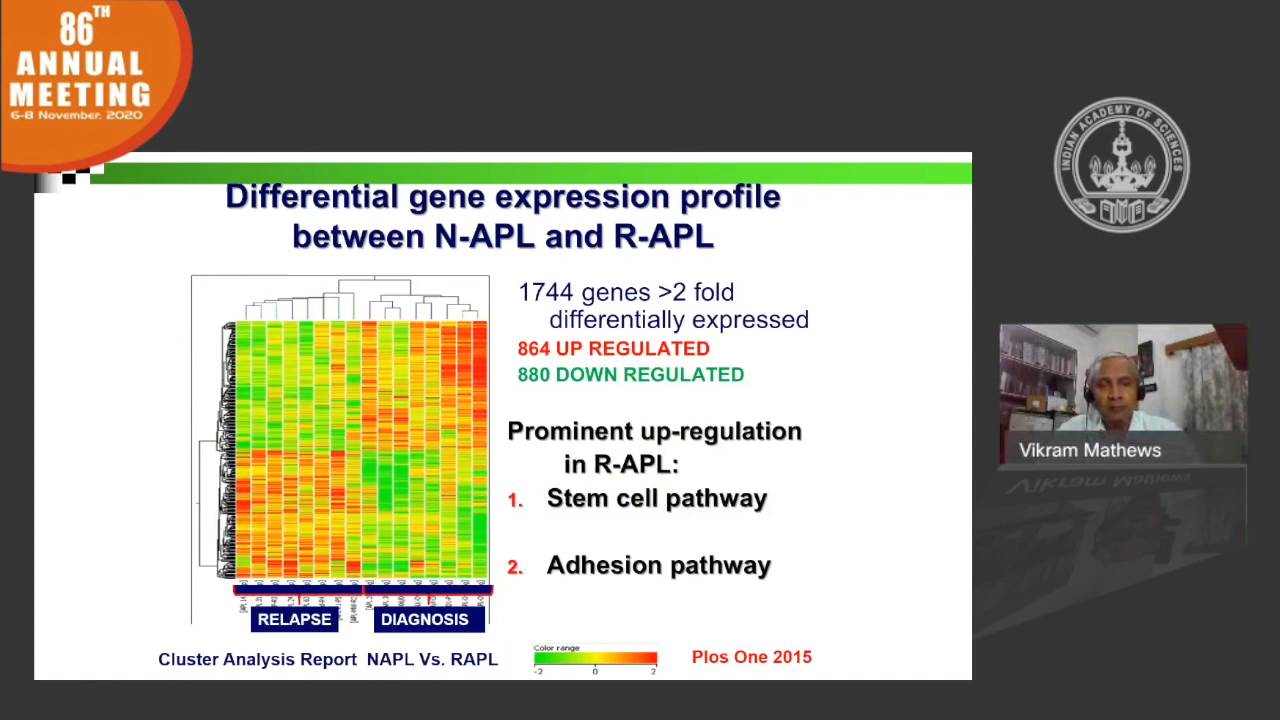 86TH
ANNUAL
MEETING
6-8 November, 2020
INDIAN ACADEMY OF SCIENCES
Differential gene expression profile
between N-APL and R-APL
1744 genes >2 fold
differentially expressed
864 UP REGULATED
880 DOWN REGULATED
Prominent up-regulation
in R-APL:
1. Stem cell pathway
2. Adhesion pathway
RELAPSE
DIAGNOSIS
Cluster Analysis Report NAPL Vs. RAPL
Color range
-2 0 2
Plos One 2015
Vikram Mathews